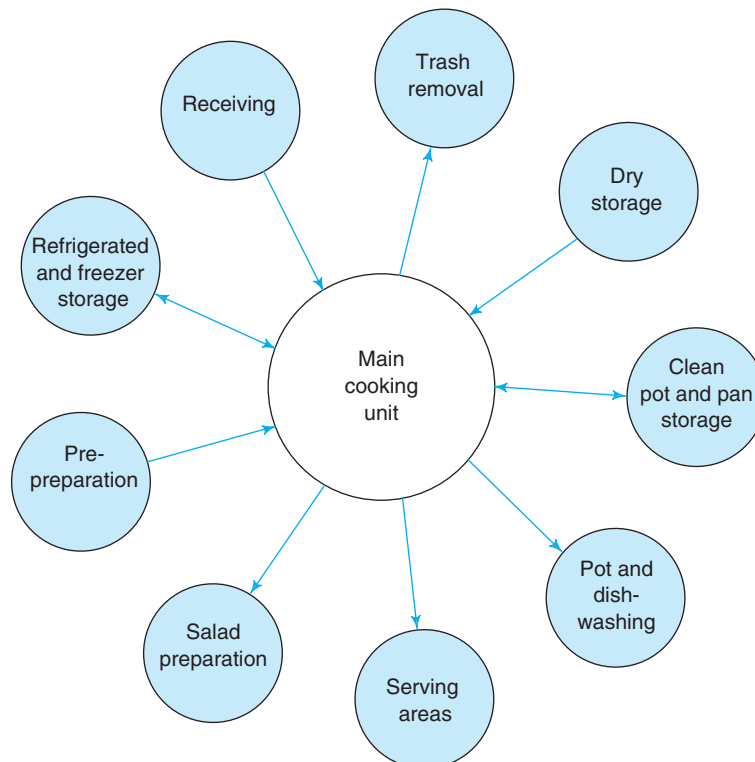 Trash
removal
Receiving
Dry
storage
Refrigerated
and freezer
storage
Main
cooking
unit
Clean
pot and pan
storage
Pre-
preparation
Pot and
dish-
washing
Salad
preparation
Serving
areas